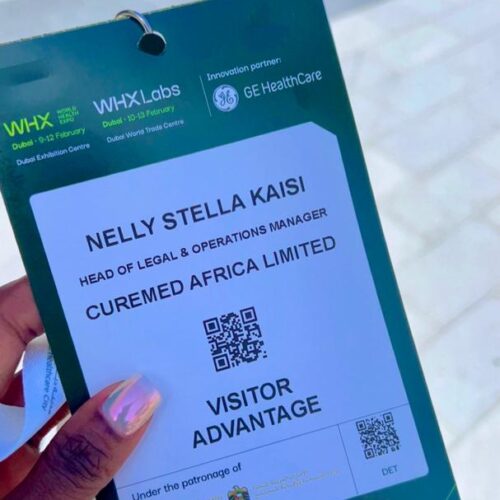 Innovation partner:
GE HealthCare
WHX WORLD HEALTH EXPO
Dubai · 9-12 February
Dubai Exhibition Centre
WHX Labs
Dubai · 10-13 February
Dubai World Trade Centre
NELLY STELLA KAISI
HEAD OF LEGAL & OPERATIONS MANAGER
CUREMED AFRICA LIMITED
VISITOR
ADVANTAGE
DET
Under the patronage of